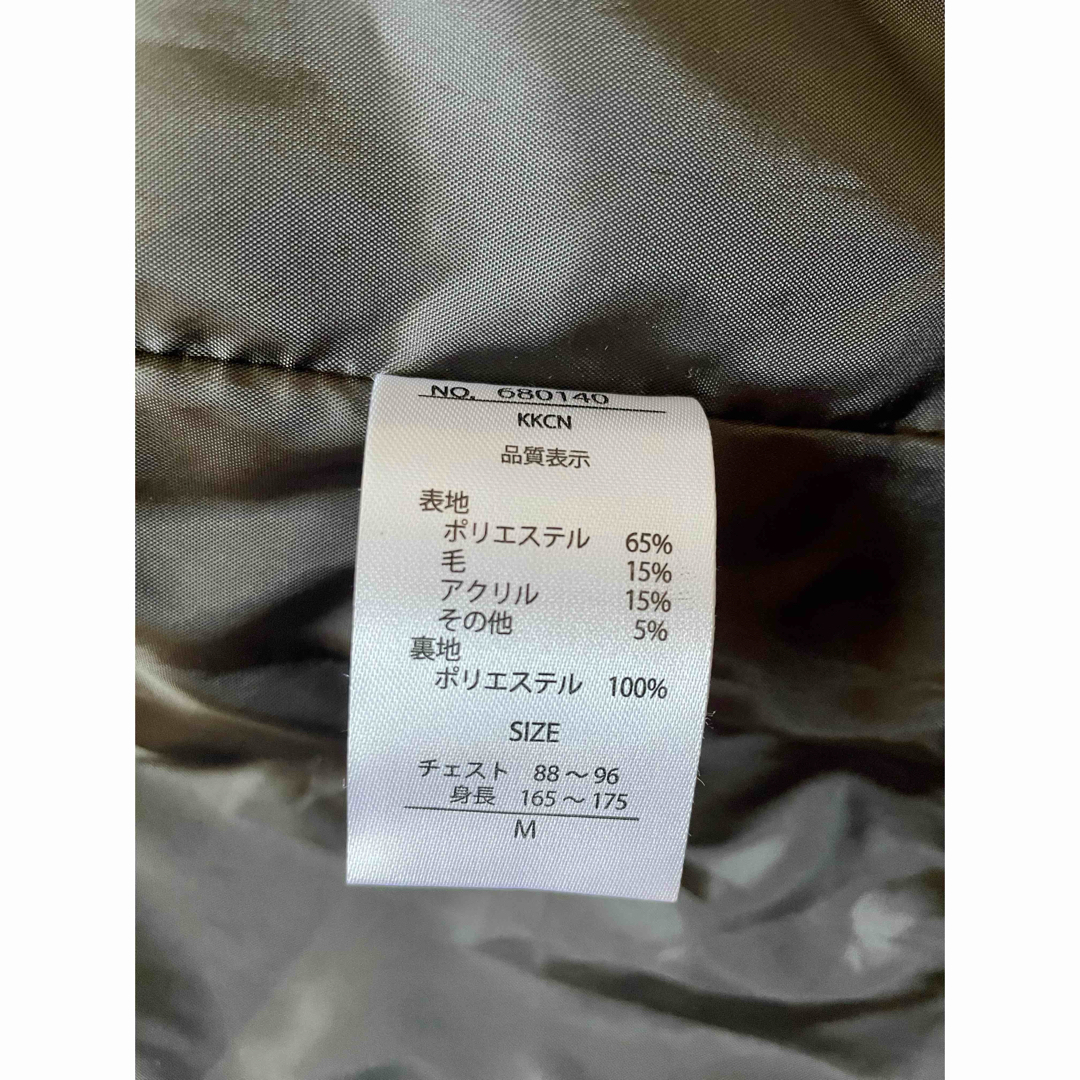 NO. 680140
KKCN
品質表示
表地
ポリエステル 65%
毛 15%
アクリル 15%
その他 5%
裏地
ポリエステル 100%
SIZE
チェスト 88～96
身長 165～175
M